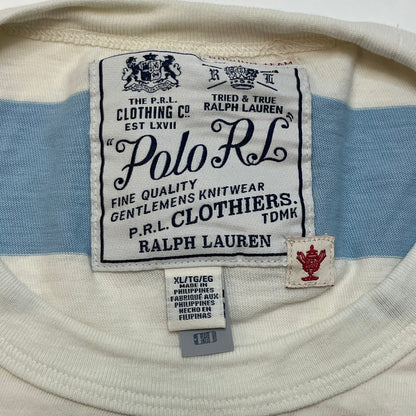 R L
THE P.R.L.
CLOTHING Cº
EST LXVII
TRIED & TRUE
RALPH LAUREN
"Polo RL"
FINE QUALITY
GENTLEMENS KNITWEAR
P.R.L. CLOTHIERS.
TDMK
RALPH LAUREN
XL/TG/EG
MADE IN
PHILIPPINES
FABRIQUÉ AUX
PHILIPPINES
HECHO EN
FILIPINAS